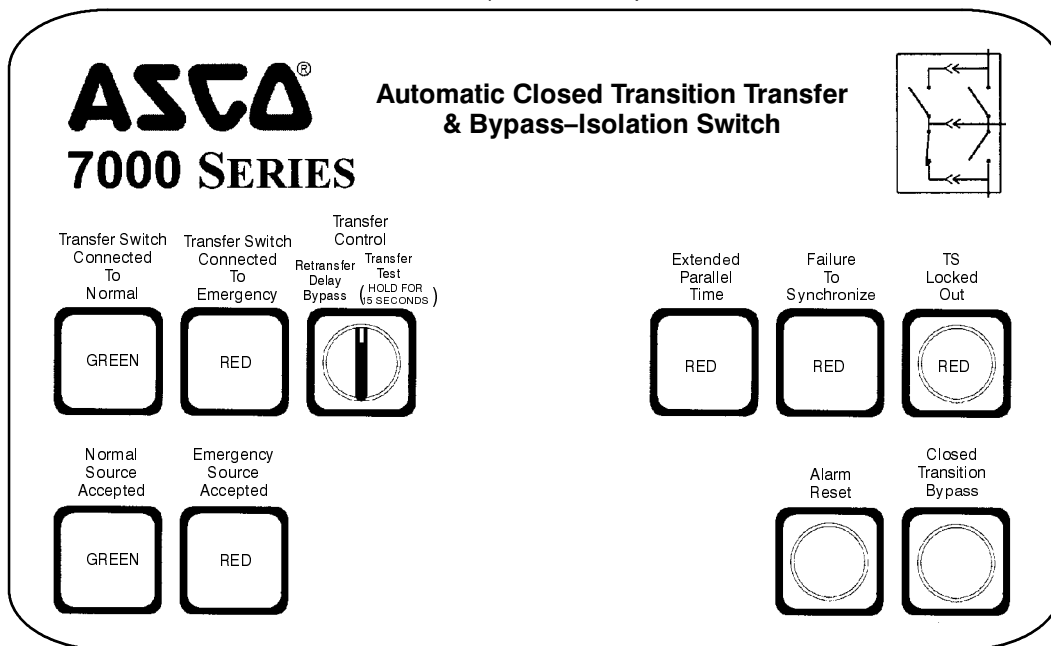 ASCO®
7000 SERIES
Automatic Closed Transition Transfer
& Bypass–Isolation Switch
Transfer Switch
Connected
To
Normal
Transfer Switch
Connected
To
Emergency
Transfer
Control
Retransfer
Delay
Bypass
Transfer
Test
(HOLD FOR
15 SECONDS)
Extended
Parallel
Time
Failure
To
Synchronize
TS
Locked
Out
GREEN
RED
RED
RED
RED
Normal
Source
Accepted
Emergency
Source
Accepted
Alarm
Reset
Closed
Transition
Bypass
GREEN
RED